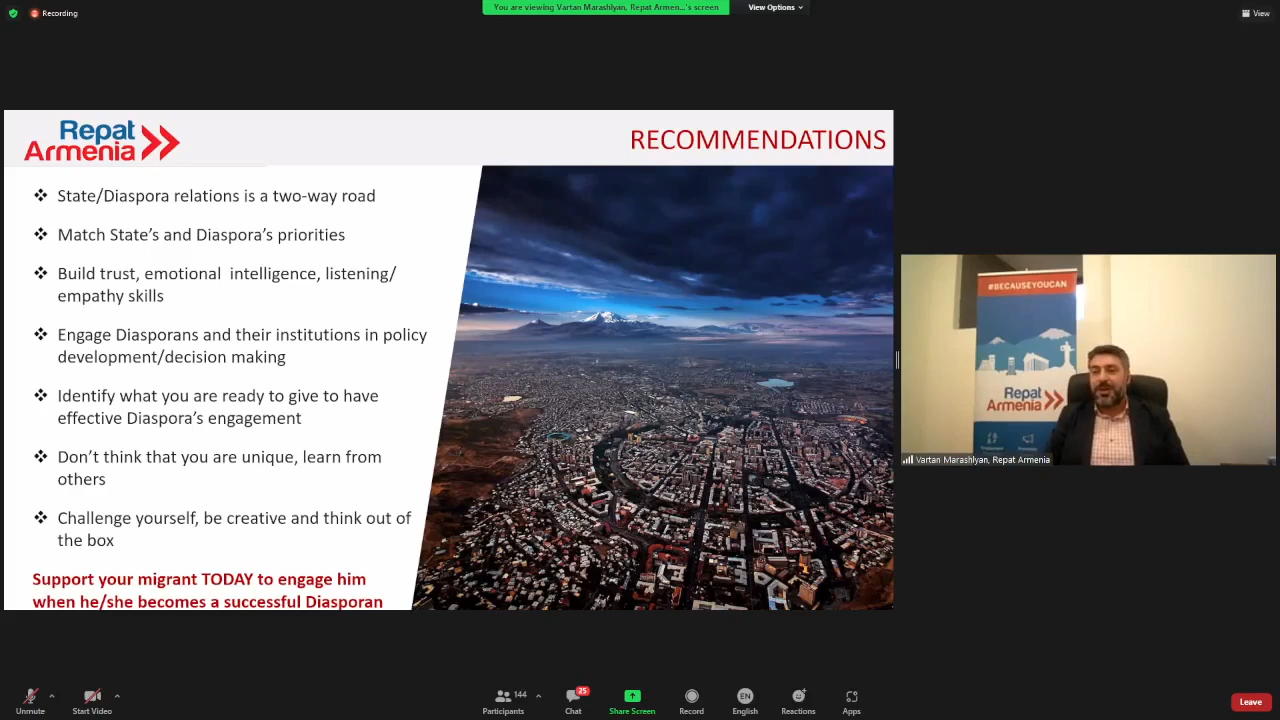 Recording
You are viewing Vartan Marashlyan, Repat Armen...'s screen
View Options
View
Repat
Armenia
RECOMMENDATIONS
State/Diaspora relations is a two-way road
Match State's and Diaspora's priorities
Build trust, emotional intelligence, listening/
empathy skills
Engage Diasporans and their institutions in policy
development/decision making
Identify what you are ready to give to have
effective Diaspora's engagement
Don't think that you are unique, learn from
others
Challenge yourself, be creative and think out of
the box
Support your migrant TODAY to engage him
when he/she becomes a successful Diasporan
#BECAUSEYOUCAN
Repat
Armenia
Vartan Marashlyan, Repat Armenia
Unmute
Start Video
144
Participants
25
Chat
Share Screen
Record
EN
English
Reactions
Apps
Leave